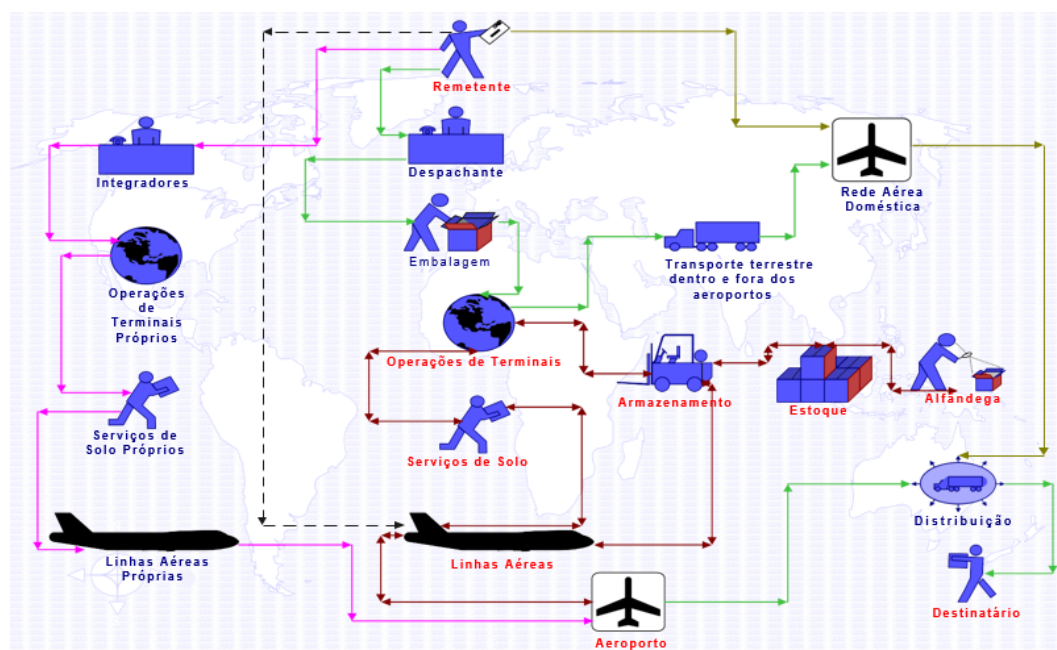 Remetente
Integradores
Despachante
Rede Aérea
Doméstica
Embalagem
Transporte terrestre
dentro e fora dos
aeroportos
Operações
de
Terminais
Próprios
Operações de Terminais
Armazenamento
Estoque
Alfândega
Serviços de
Solo Próprios
Serviços de Solo
Distribuição
Linhas Aéreas
Próprias
Linhas Aéreas
Destinatário
Aeroporto